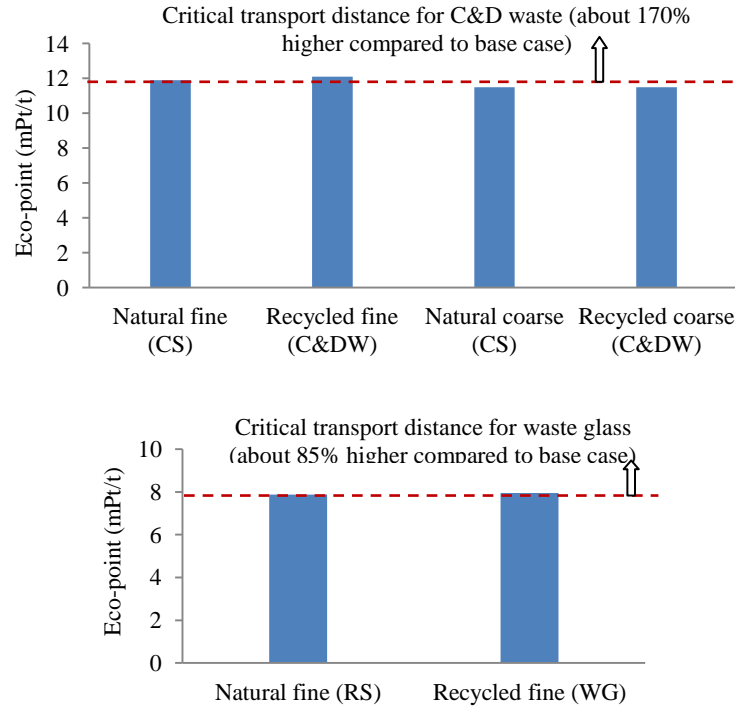 Critical transport distance for C&D waste (about 170%
higher compared to base case)
14
12
10
8
6
4
2
0
Eco-point (mPt/t)
Natural fine
(CS)
Recycled fine
(C&DW)
Natural coarse
(CS)
Recycled coarse
(C&DW)
Critical transport distance for waste glass
(about 85% higher compared to base case)
10
8
6
4
2
0
Eco-point (mPt/t)
Natural fine (RS)
Recycled fine (WG)